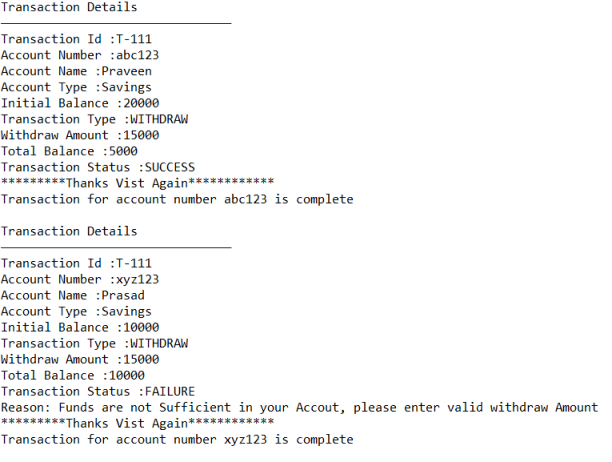 Transaction Details
________________________________
Transaction Id :T-111
Account Number :abc123
Account Name :Praveen
Account Type :Savings
Initial Balance :20000
Transaction Type :WITHDRAW
Withdraw Amount :15000
Total Balance :5000
Transaction Status :SUCCESS
*********Thanks Vist Again************
Transaction for account number abc123 is complete
Transaction Details
________________________________
Transaction Id :T-111
Account Number :xyz123
Account Name :Prasad
Account Type :Savings
Initial Balance :10000
Transaction Type :WITHDRAW
Withdraw Amount :15000
Total Balance :10000
Transaction Status :FAILURE
Reason: Funds are not Sufficient in your Accout, please enter valid withdraw Amount
*********Thanks Vist Again************
Transaction for account number xyz123 is complete